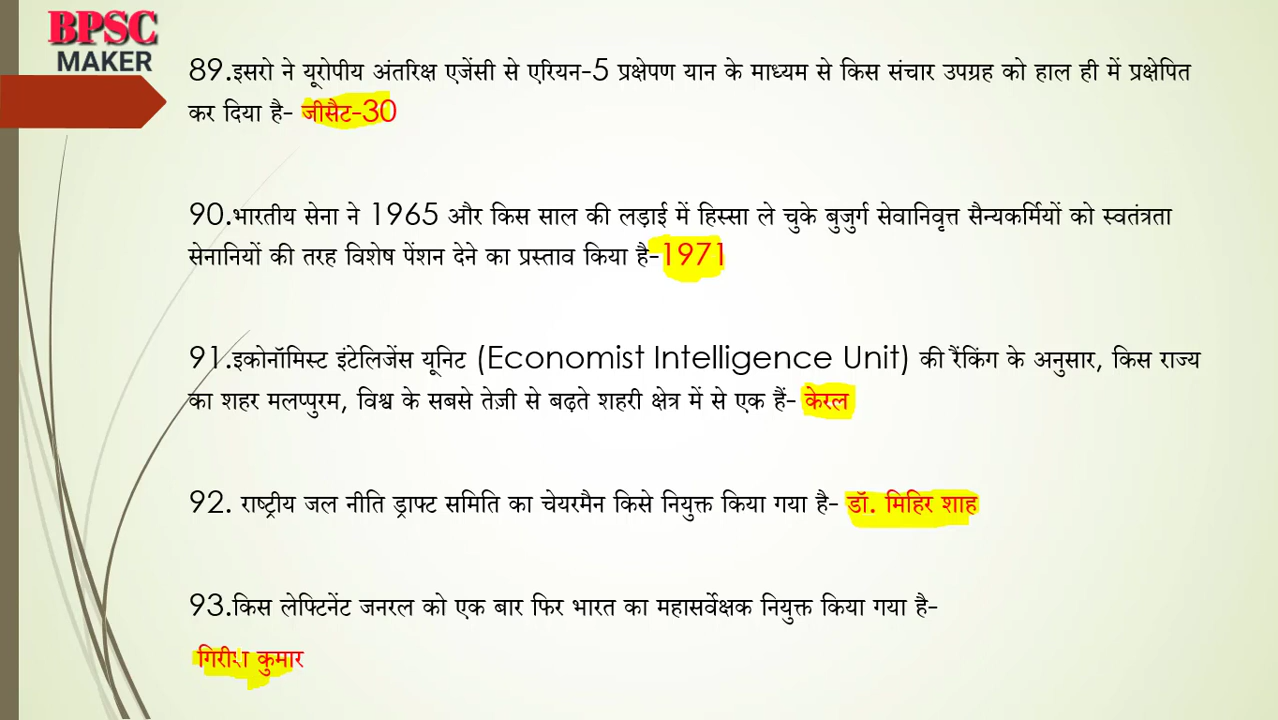 BPSC
MAKER
89.इसरो ने यूरोपीय अंतरिक्ष एजेंसी से एरियन-5 प्रक्षेपण यान के माध्यम से किस संचार उपग्रह को हाल ही में प्रक्षेपित
कर दिया है- जीसैट-30
90.भारतीय सेना ने 1965 और किस साल की लड़ाई में हिस्सा ले चुके बुजुर्ग सेवानिवृत्त सैन्यकर्मियों को स्वतंत्रता
सेनानियों की तरह विशेष पेंशन देने का प्रस्ताव किया है-1971
91.इकोनॉमिस्ट इंटेलिजेंस यूनिट (Economist Intelligence Unit) की रैंकिंग के अनुसार, किस राज्य
का शहर मलप्पुरम, विश्व के सबसे तेज़ी से बढ़ते शहरी क्षेत्र में से एक हैं- केरल
92. राष्ट्रीय जल नीति ड्राफ्ट समिति का चेयरमैन किसे नियुक्त किया गया है- डॉ. मिहिर शाह
93.किस लेफ्टिनेंट जनरल को एक बार फिर भारत का महासर्वेक्षक नियुक्त किया गया है-
गिरीश कुमार